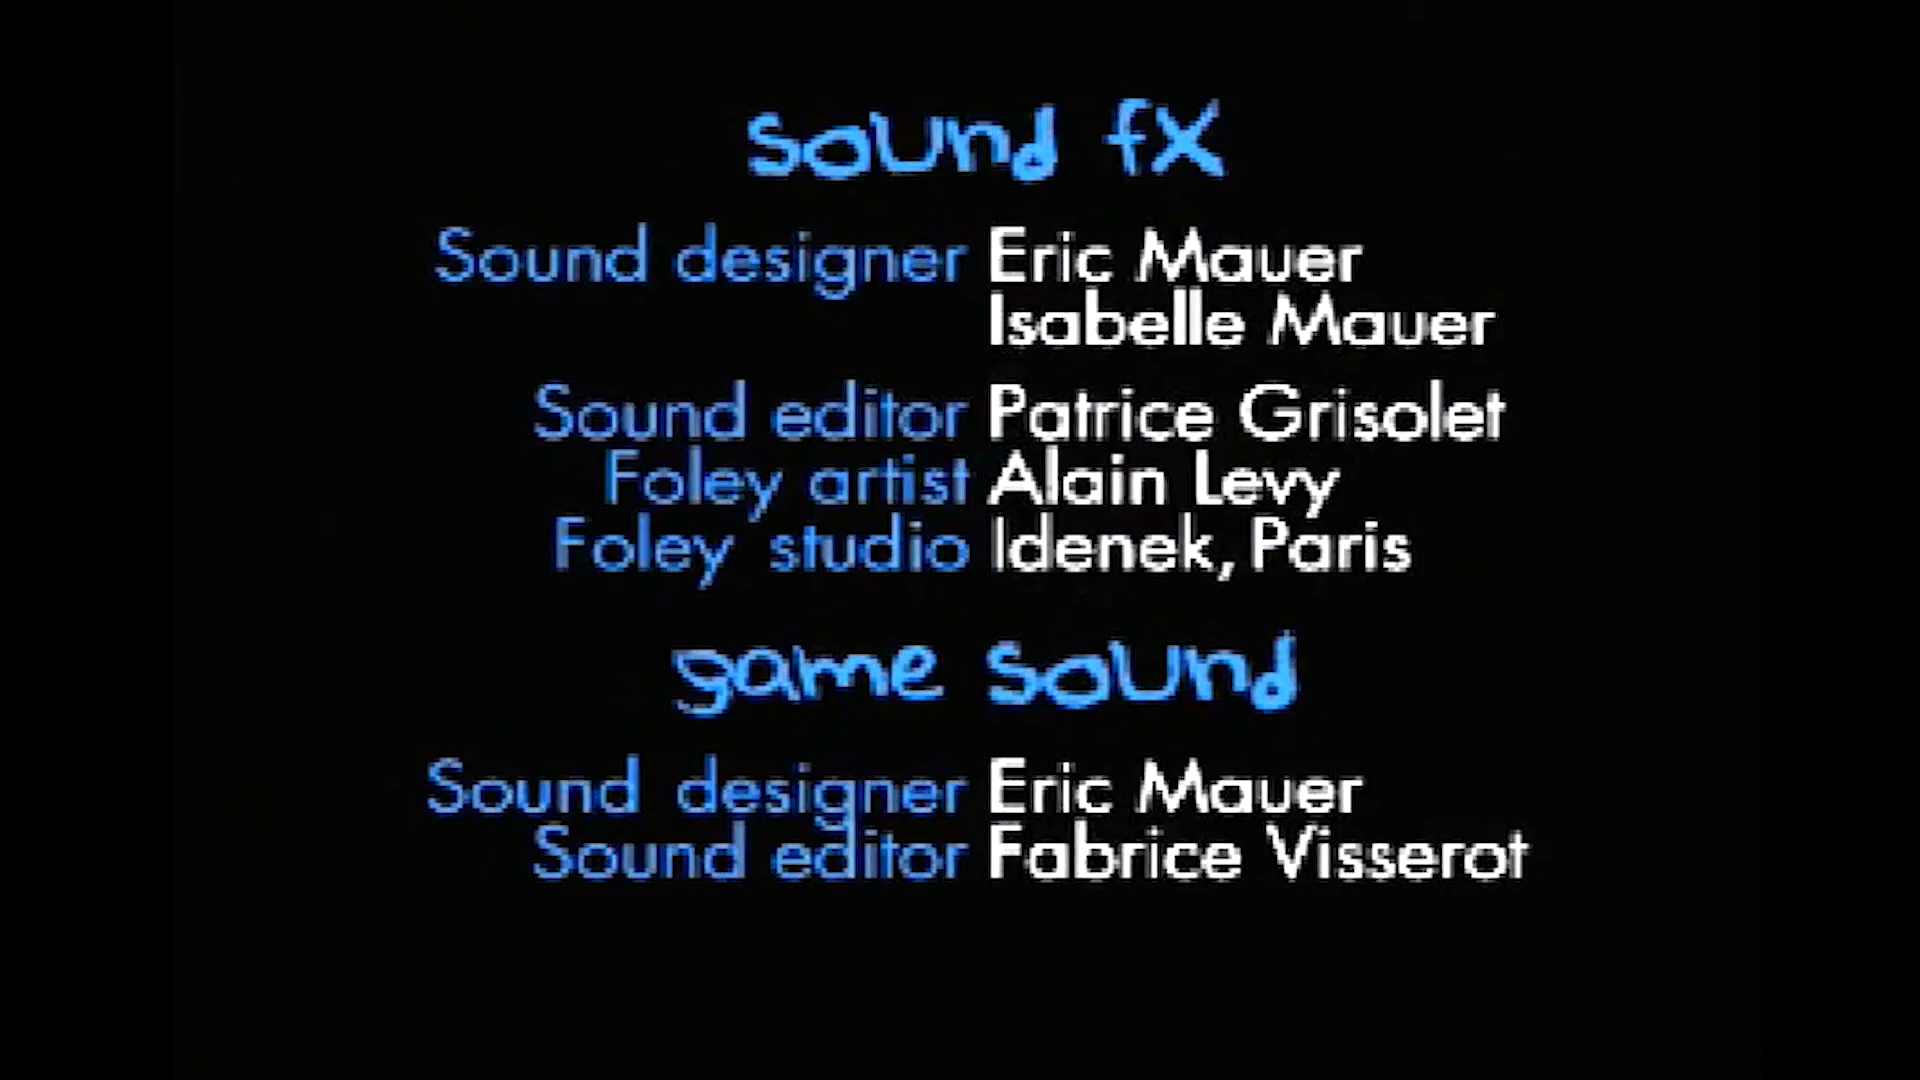 sound fX
Sound designer Eric Mauer
Isabelle Mauer
Sound editor Patrice Grisolet
Foley artist Alain Levy
Foley studio Idenek, Paris
game sound
Sound designer Eric Mauer
Sound editor Fabrice Visserot